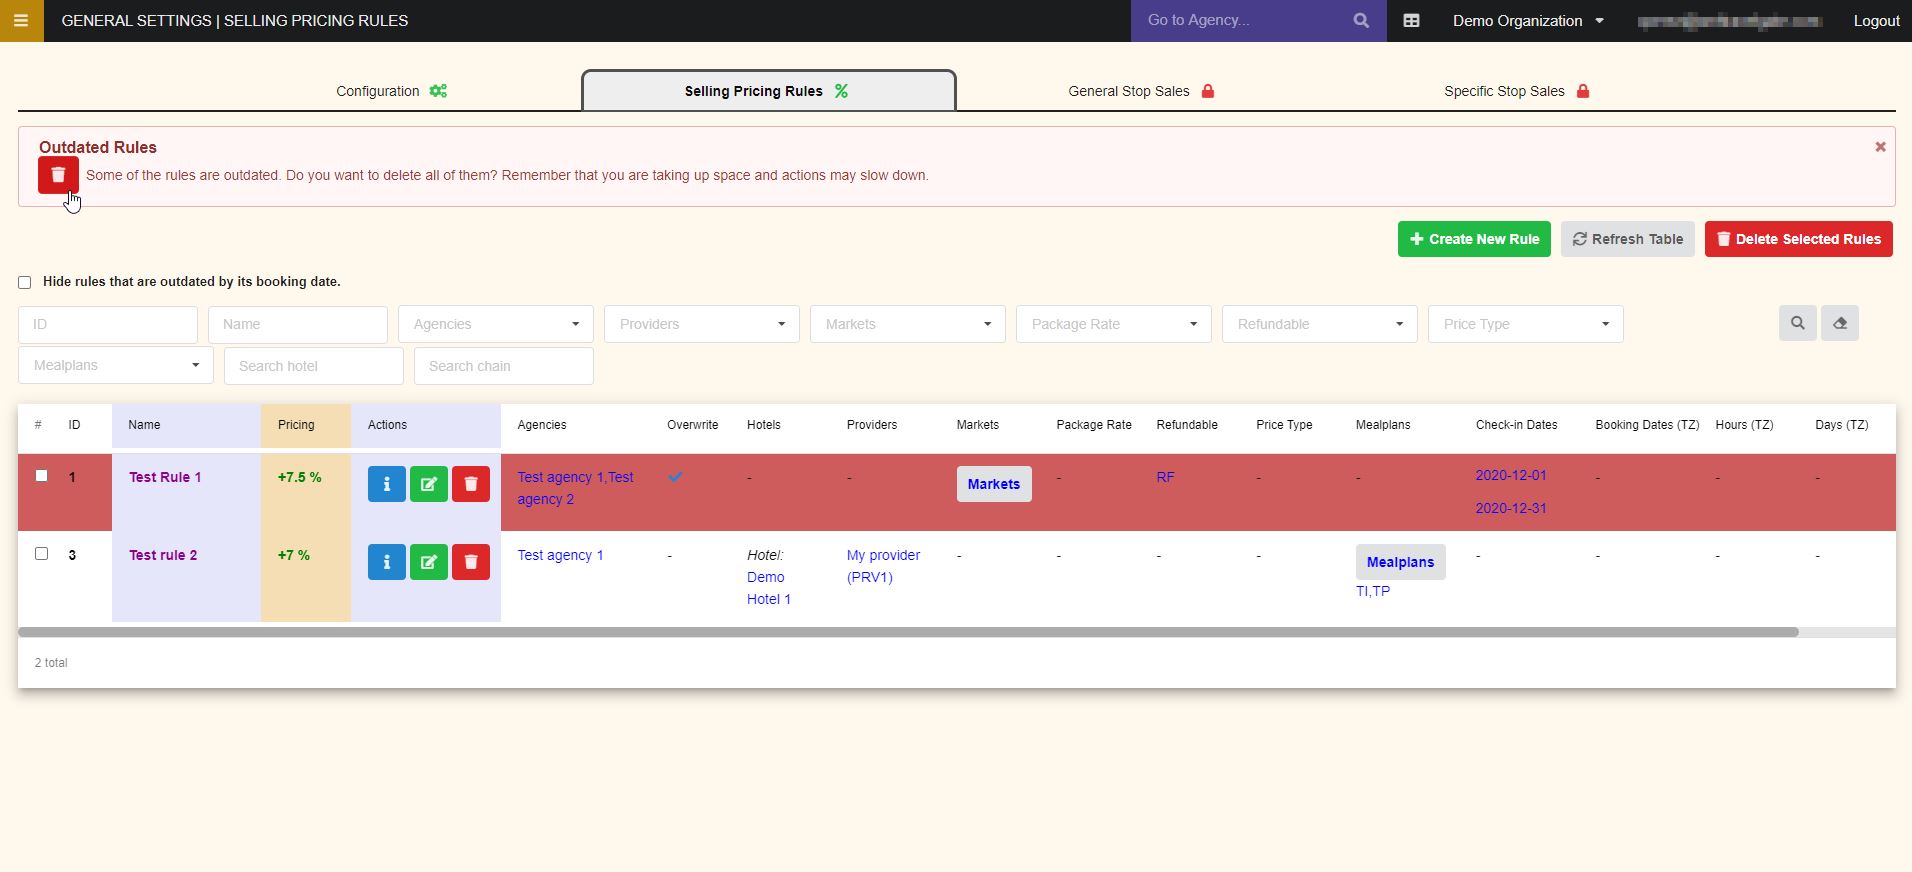 GENERAL SETTINGS | SELLING PRICING RULES
Go to Agency...
Demo Organization
Logout
Configuration
Selling Pricing Rules
General Stop Sales
Specific Stop Sales
Outdated Rules
Some of the rules are outdated. Do you want to delete all of them? Remember that you are taking up space and actions may slow down.
Create New Rule
Refresh Table
Delete Selected Rules
Hide rules that are outdated by its booking date.
ID
Name
Agencies
Providers
Markets
Package Rate
Refundable
Price Type
Mealplans
Search hotel
Search chain
# ID Name Pricing Actions Agencies Overwrite Hotels Providers Markets Package Rate Refundable Price Type Mealplans Check-in Dates Booking Dates (TZ) Hours (TZ) Days (TZ)
1 Test Rule 1 +7.5 % Test agency 1,Test - - Markets - RF - - 2020-12-01 - - -
agency 2 2020-12-31
3 Test rule 2 +7 % Test agency 1 - Hotel: My provider - - - - Mealplans - - - -
Demo (PRV1) TI,TP
Hotel 1
2 total